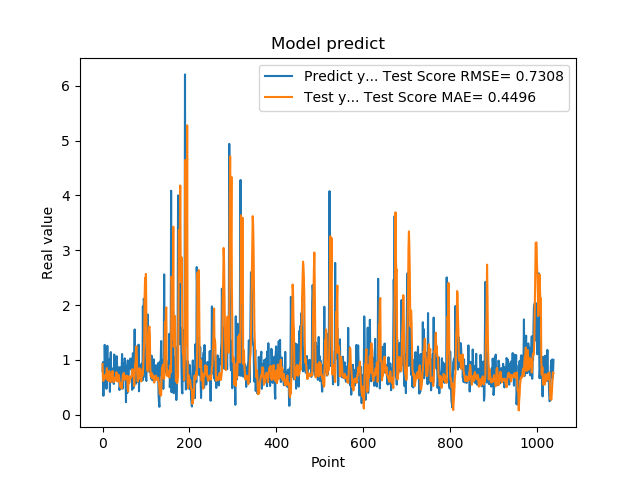 Model predict
Predict y... Test Score RMSE= 0.7308
Test y... Test Score MAE= 0.4496
6
5
4
3
2
1
0
Real value
0 200 400 600 800 1000
Point